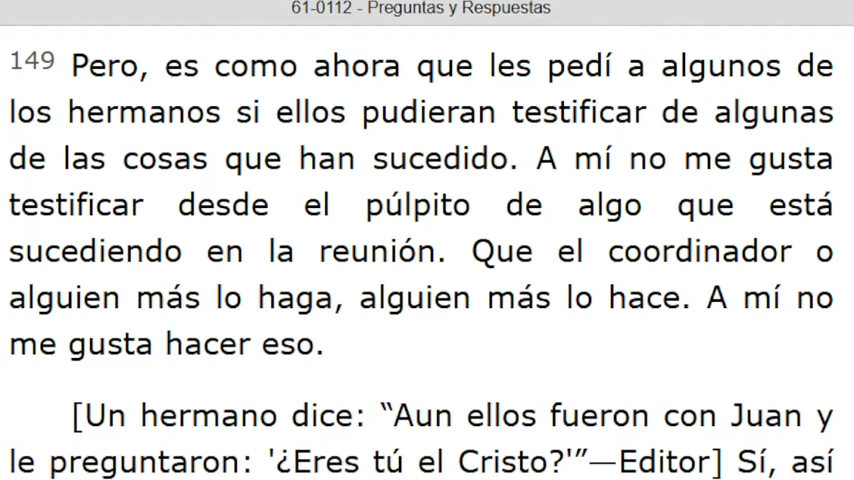 61-0112 - Preguntas y Respuestas
149 Pero, es como ahora que les pedí a algunos de
los hermanos si ellos pudieran testificar de algunas
de las cosas que han sucedido. A mí no me gusta
testificar desde el púlpito de algo que está
sucediendo en la reunión. Que el coordinador o
alguien más lo haga, alguien más lo hace. A mí no
me gusta hacer eso.
[Un hermano dice: “Aun ellos fueron con Juan y
le preguntaron: '¿Eres tú el Cristo?'”—Editor] Sí, así